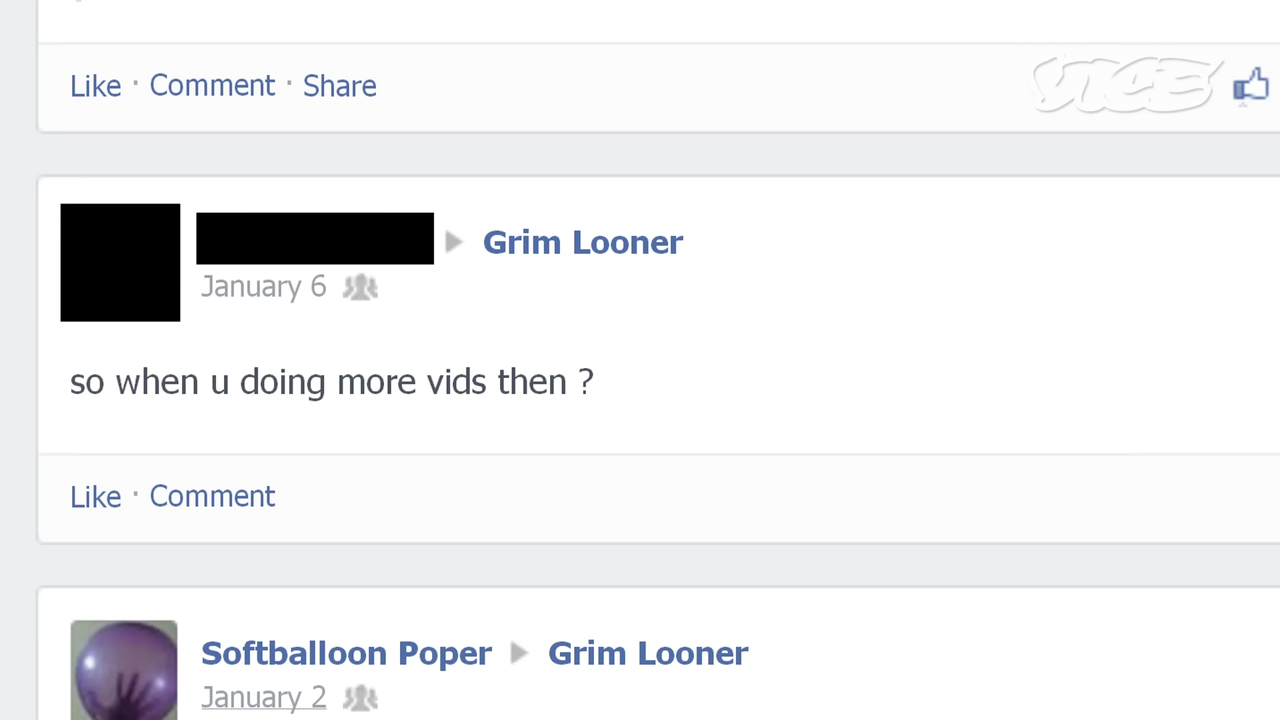 Like · Comment · Share
VICE
Grim Looner
January 6
so when u doing more vids then ?
Like · Comment
Softballoon Poper Grim Looner
January 2